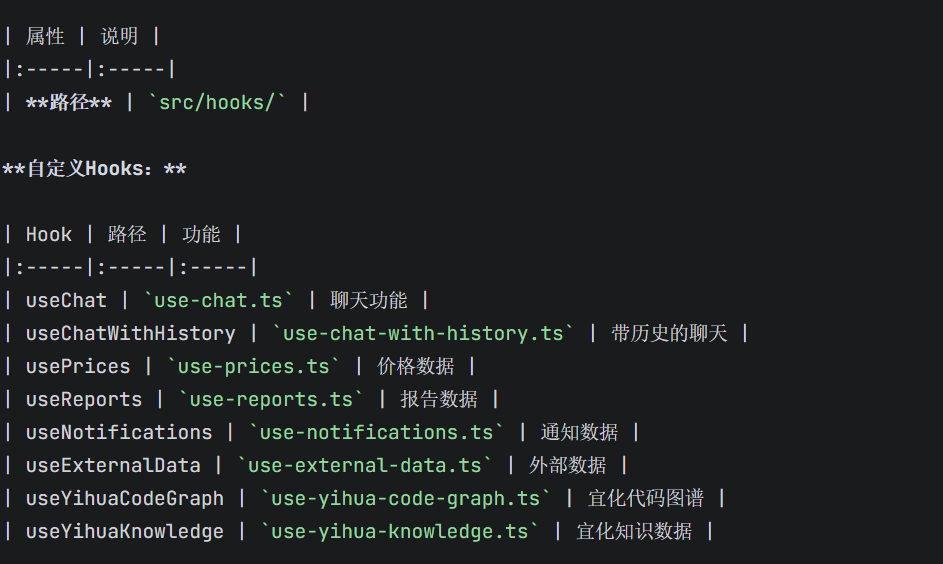 | 属性 | 说明 |
|:-----|:-----|
| **路径** | `src/hooks/` |
**自定义Hooks：**
| Hook | 路径 | 功能 |
|:-----|:-----|:-----|
| useChat | `use-chat.ts` | 聊天功能 |
| useChatWithHistory | `use-chat-with-history.ts` | 带历史的聊天 |
| usePrices | `use-prices.ts` | 价格数据 |
| useReports | `use-reports.ts` | 报告数据 |
| useNotifications | `use-notifications.ts` | 通知数据 |
| useExternalData | `use-external-data.ts` | 外部数据 |
| useYihuaCodeGraph | `use-yihua-code-graph.ts` | 宜化代码图谱 |
| useYihuaKnowledge | `use-yihua-knowledge.ts` | 宜化知识数据 |